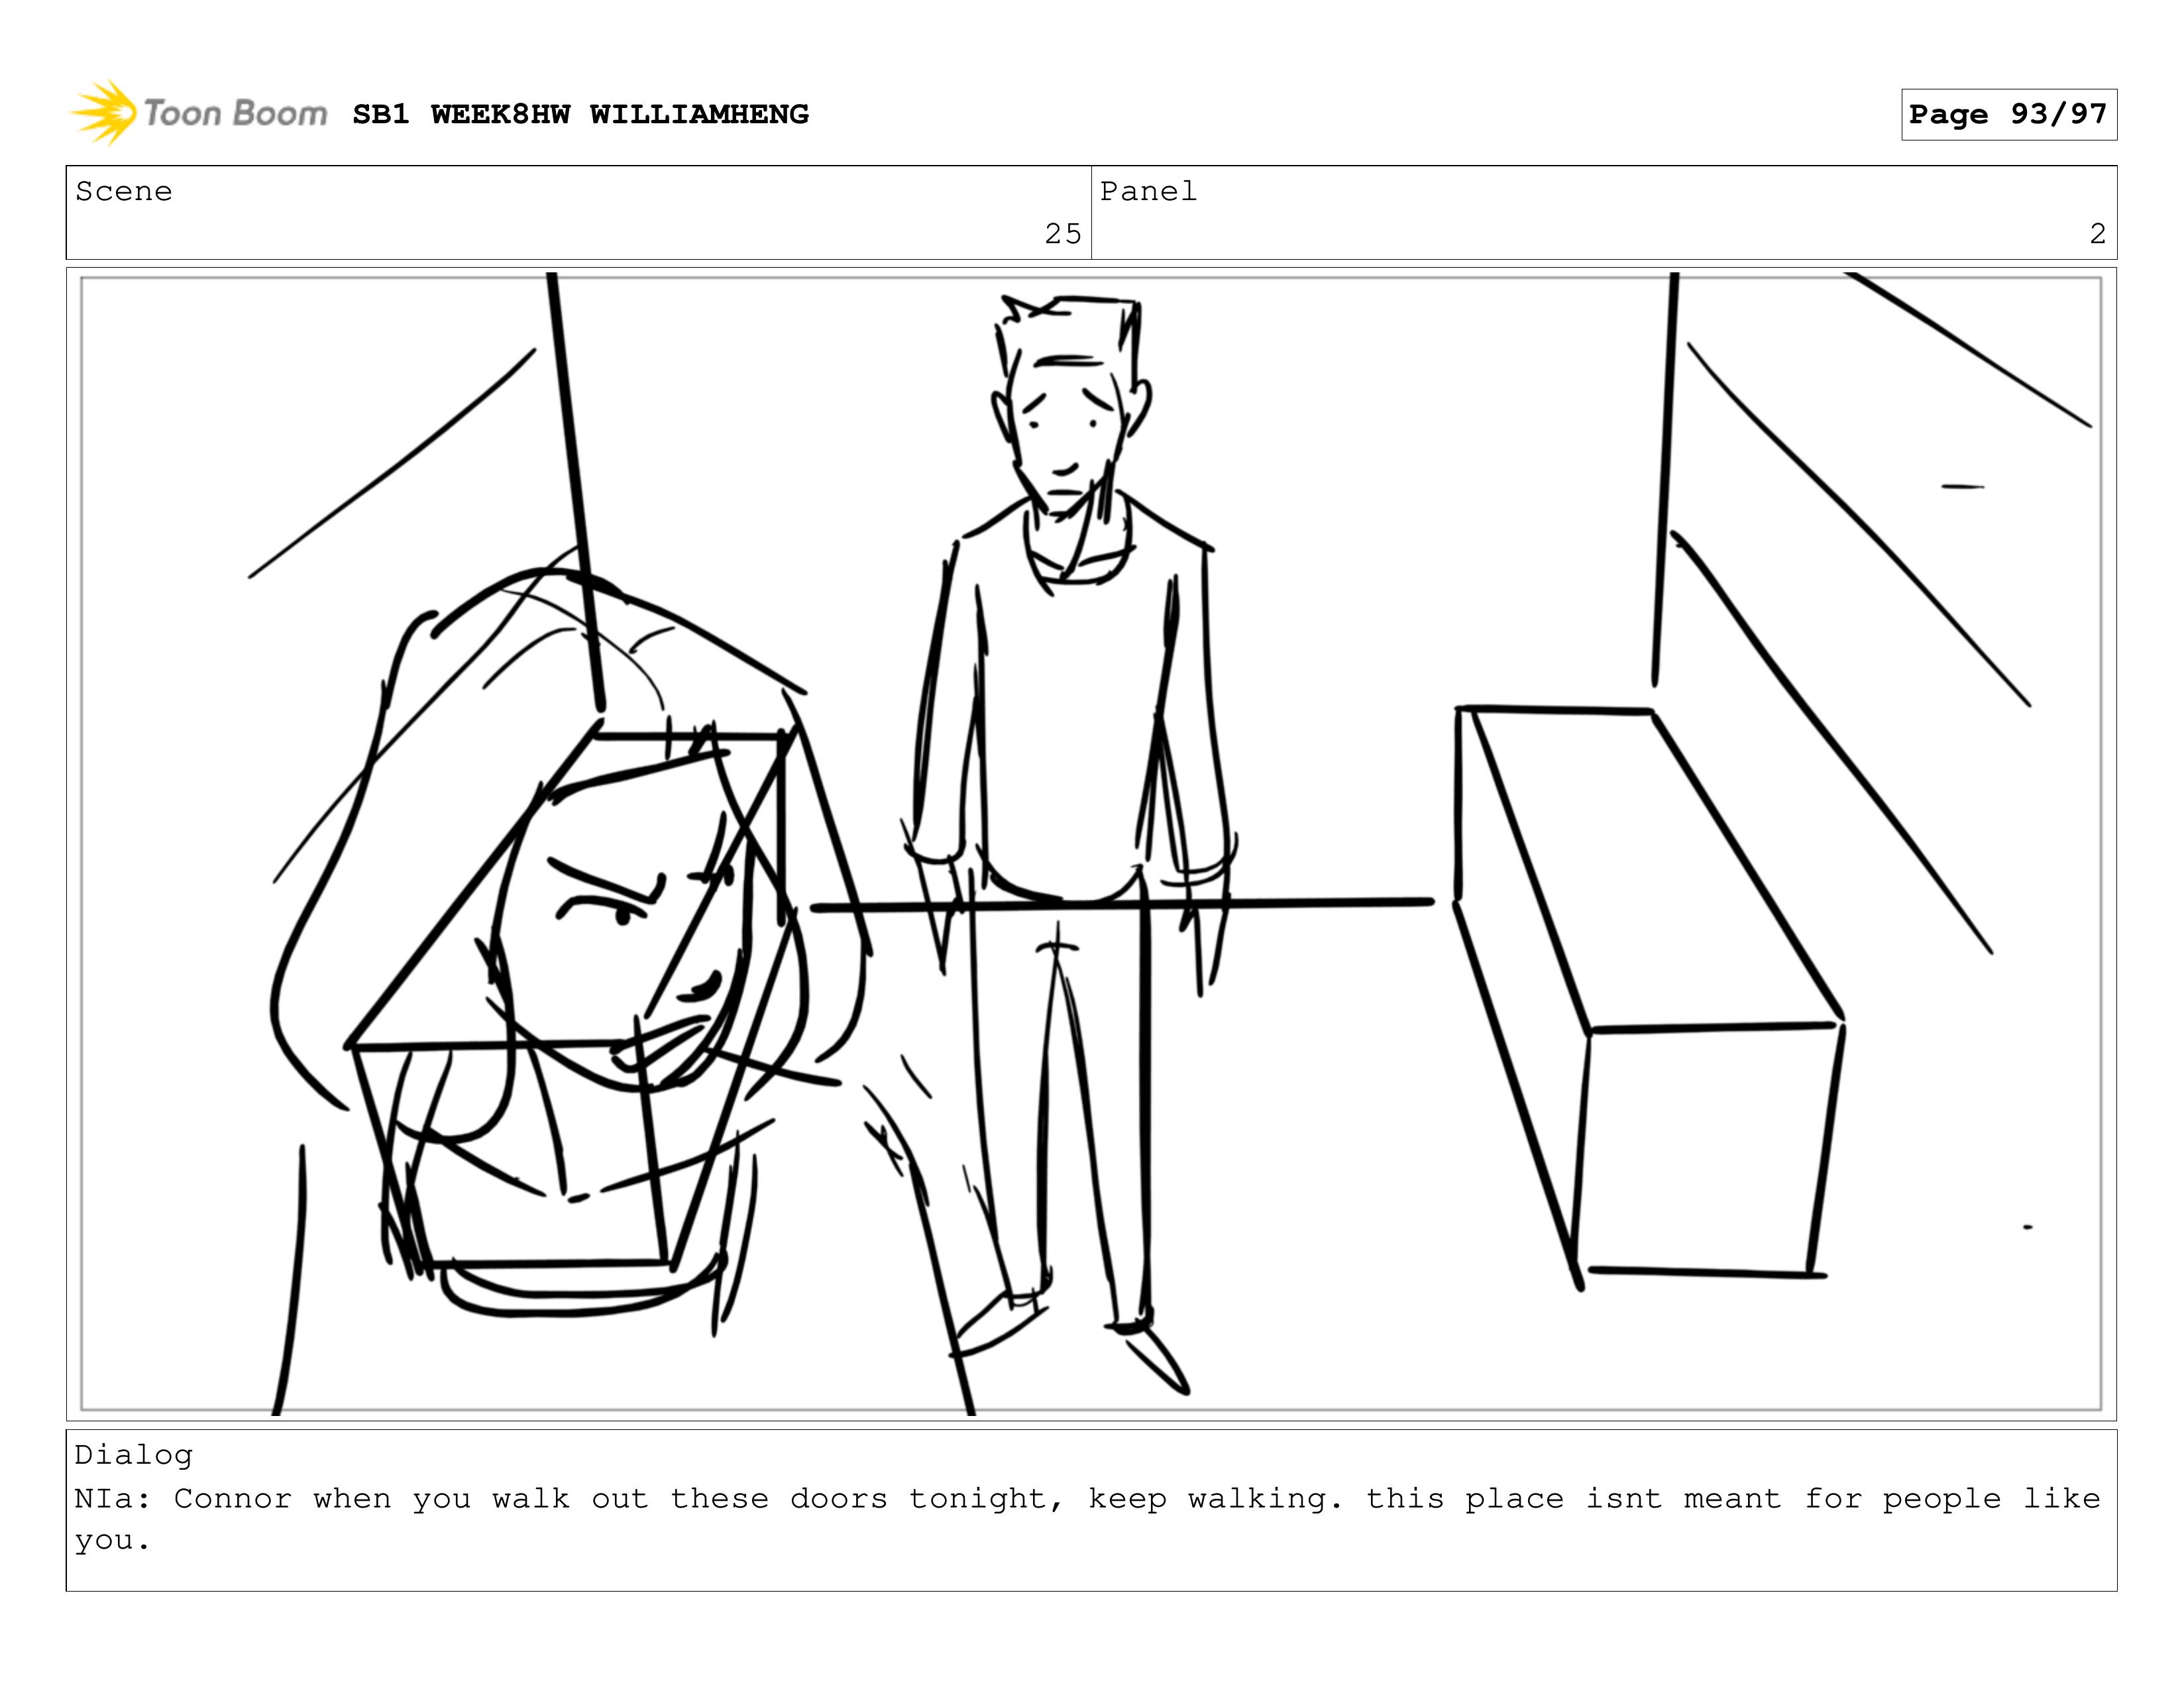 Toon Boom SB1 WEEK8HW WILLIAMHENG
Page 93/97
Scene
25
Panel
2
Dialog
NIa: Connor when you walk out these doors tonight, keep walking. this place isnt meant for people like
you.